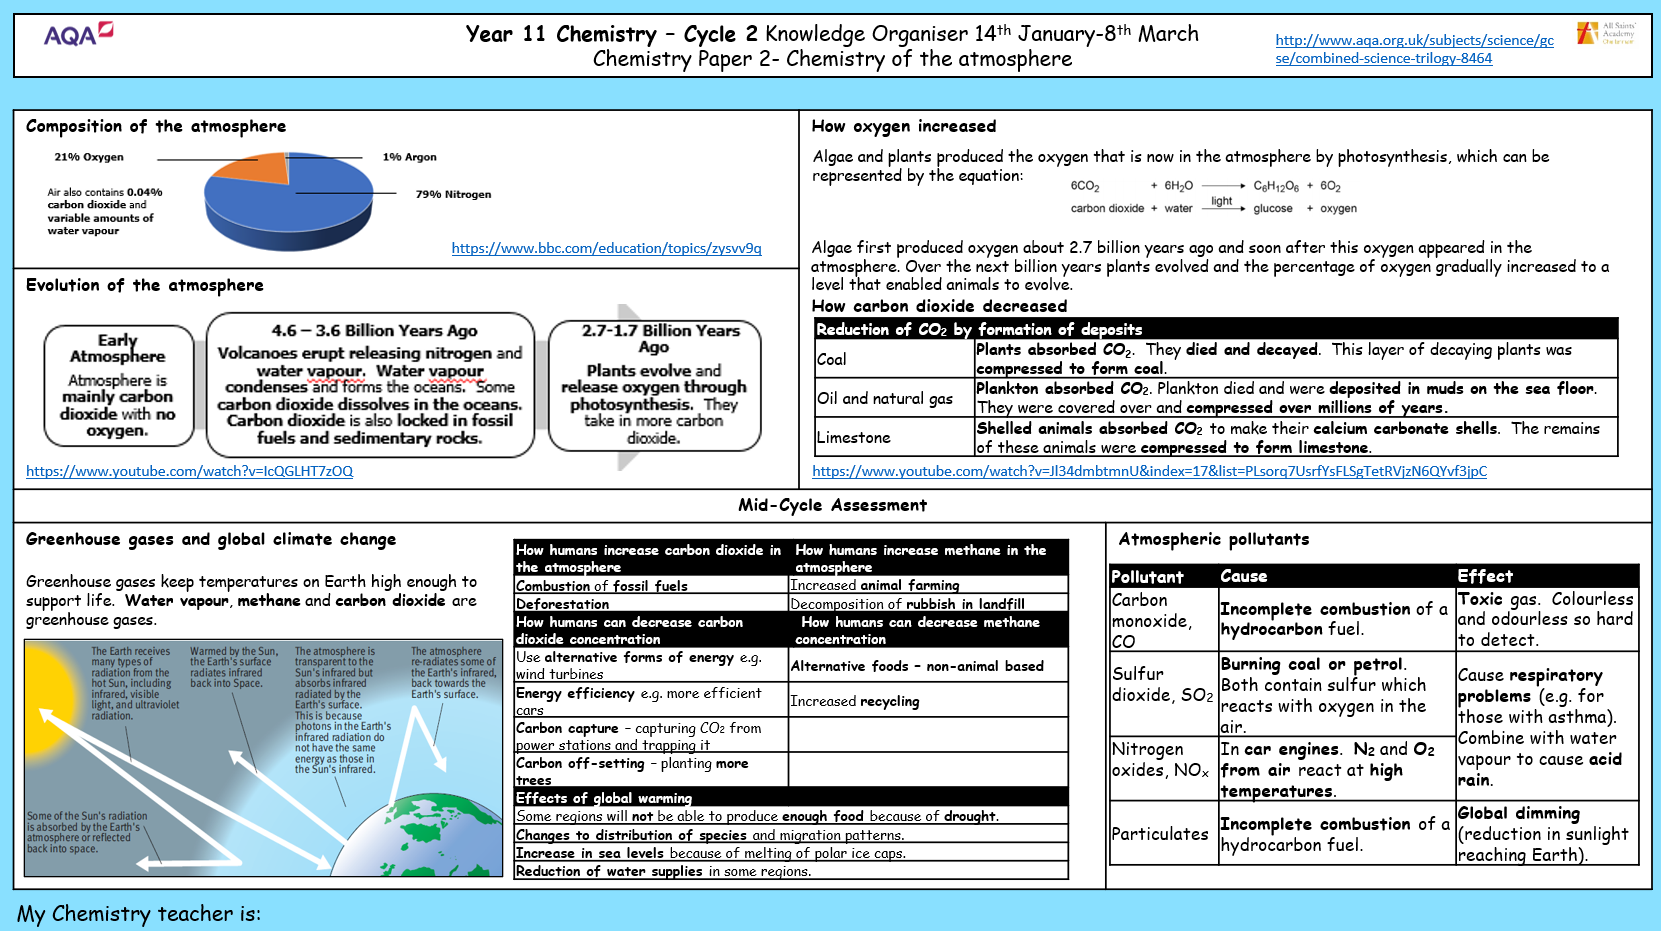 AQA
Year 11 Chemistry – Cycle 2 Knowledge Organiser 14th January-8th March
Chemistry Paper 2- Chemistry of the atmosphere
http://www.aqa.org.uk/subjects/science/gc
se/combined-science-trilogy-8464
All Saints'
Academy
Composition of the atmosphere
21% Oxygen
1% Argon
79% Nitrogen
Air also contains 0.04%
carbon dioxide and
variable amounts of
water vapour
https://www.bbc.com/education/topics/zysvv9q
Evolution of the atmosphere
Early
Atmosphere
Atmosphere is
mainly carbon
dioxide with no
oxygen.
4.6 – 3.6 Billion Years Ago
Volcanoes erupt releasing nitrogen and
water vapour. Water vapour
condenses and forms the oceans. Some
carbon dioxide dissolves in the oceans.
Carbon dioxide is also locked in fossil
fuels and sedimentary rocks.
2.7-1.7 Billion Years
Ago
Plants evolve and
release oxygen through
photosynthesis. They
take in more carbon
dioxide.
https://www.youtube.com/watch?v=IcQGLHT7zOQ
How oxygen increased
Algae and plants produced the oxygen that is now in the atmosphere by photosynthesis, which can be
represented by the equation:
6CO₂ + 6H₂O → C₆H₁₂O₆ + 6O₂
carbon dioxide + water light → glucose + oxygen
Algae first produced oxygen about 2.7 billion years ago and soon after this oxygen appeared in the
atmosphere. Over the next billion years plants evolved and the percentage of oxygen gradually increased to a
level that enabled animals to evolve.
How carbon dioxide decreased
Reduction of CO₂ by formation of deposits
Coal
Plants absorbed CO₂. They died and decayed. This layer of decaying plants was
compressed to form coal.
Oil and natural gas
Plankton absorbed CO₂. Plankton died and were deposited in muds on the sea floor.
They were covered over and compressed over millions of years.
Limestone
Shelled animals absorbed CO₂ to make their calcium carbonate shells. The remains
of these animals were compressed to form limestone.
https://www.youtube.com/watch?v=Jl34dmbtmnU&index=17&list=PLsorq7UsrfYsFLSgTetRVjzN6QYvf3jpC
Mid-Cycle Assessment
Greenhouse gases and global climate change
Greenhouse gases keep temperatures on Earth high enough to
support life. Water vapour, methane and carbon dioxide are
greenhouse gases.
The Earth receives
many types of
radiation from the
hot Sun, including
infrared, visible
light, and ultraviolet
radiation.
Warmed by the Sun,
the Earth's surface
radiates infrared
back into Space.
The atmosphere is
transparent to the
Sun's infrared but
absorbs infrared
radiated by the
Earth's surface.
This is because
photons in the Earth's
infrared radiation do
not have the same
energy as those in
the Sun's infrared.
The atmosphere
re-radiates some of
the Earth's infrared,
back towards the
Earth's surface.
Some of the Sun's radiation
is absorbed by the Earth's
atmosphere or reflected
back into space.
How humans increase carbon dioxide in
the atmosphere
How humans increase methane in the
atmosphere
Combustion of fossil fuels
Increased animal farming
Deforestation
Decomposition of rubbish in landfill
How humans can decrease carbon
dioxide concentration
How humans can decrease methane
concentration
Use alternative forms of energy e.g.
wind turbines
Alternative foods – non-animal based
Energy efficiency e.g. more efficient
cars
Increased recycling
Carbon capture – capturing CO₂ from
power stations and trapping it
Carbon off-setting – planting more
trees
Effects of global warming
Some regions will not be able to produce enough food because of drought.
Changes to distribution of species and migration patterns.
Increase in sea levels because of melting of polar ice caps.
Reduction of water supplies in some regions.
Atmospheric pollutants
Pollutant
Cause
Effect
Carbon
monoxide,
CO
Incomplete combustion of a
hydrocarbon fuel.
Toxic gas. Colourless
and odourless so hard
to detect.
Sulfur
dioxide, SO₂
Burning coal or petrol.
Both contain sulfur which
reacts with oxygen in the
air.
Cause respiratory
problems (e.g. for
those with asthma).
Combine with water
vapour to cause acid
rain.
Nitrogen
oxides, NOₓ
In car engines. N₂ and O₂
from air react at high
temperatures.
Particulates
Incomplete combustion of a
hydrocarbon fuel.
Global dimming
(reduction in sunlight
reaching Earth).
My Chemistry teacher is: